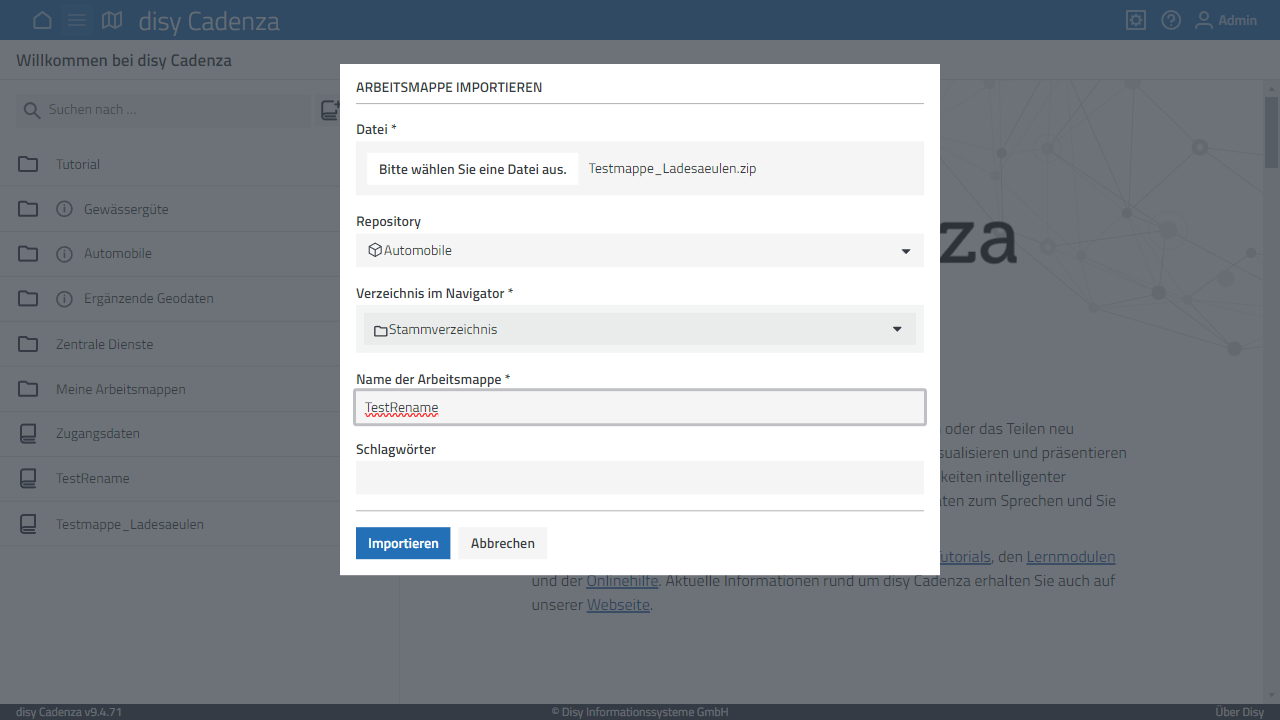 disy Cadenza
Admin
Willkommen bei disy Cadenza
Suchen nach ...
Tutorial
Gewässergüte
Automobile
Ergänzende Geodaten
Zentrale Dienste
Meine Arbeitsmappen
Zugangsdaten
TestRename
Testmappe_Ladesaeulen
ARBEITSMAPPE IMPORTIEREN
Datei *
Bitte wählen Sie eine Datei aus. Testmappe_Ladesaeulen.zip
Repository
Automobile
Verzeichnis im Navigator *
Stammverzeichnis
Name der Arbeitsmappe *
TestRename
Schlagwörter
Importieren Abbrechen
za
oder das Teilen neu
sualisieren und präsentieren
keiten intelligenter
ten zum Sprechen und Sie
utorials, den Lernmodulen
und der Onlinehilfe. Aktuelle Informationen rund um disy Cadenza erhalten Sie auch auf
unserer Webseite.
disy Cadenza v9.4.71
© Disy Informationssysteme GmbH
Über Disy